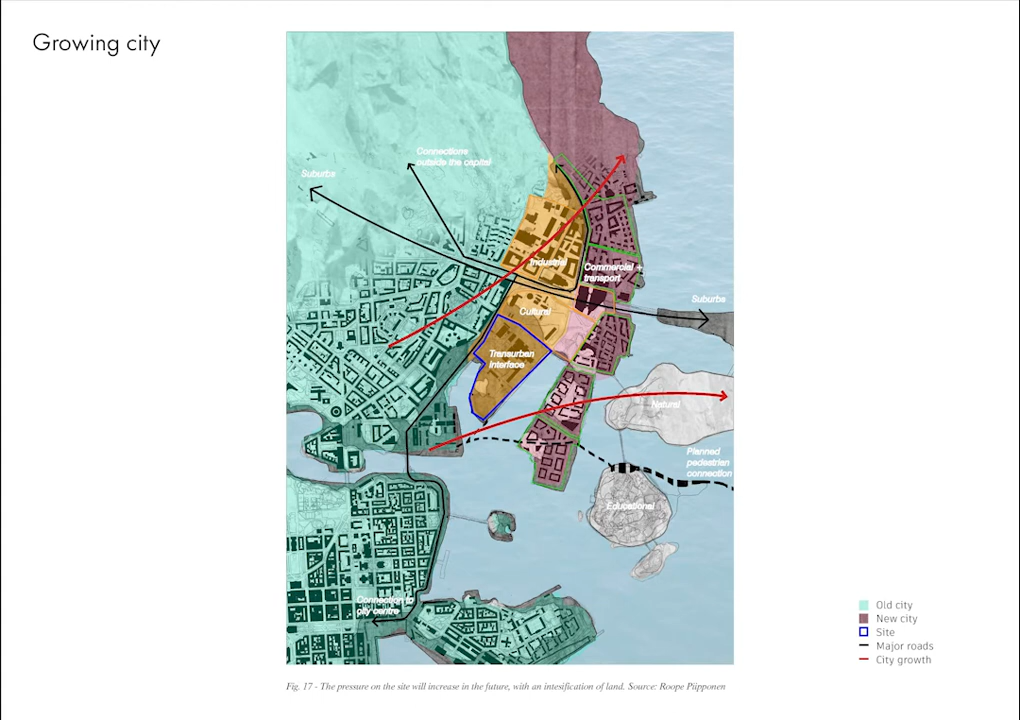 Growing city
Connections
outside the capital
Suburbs
Industrial
Commercial +
transport
Suburbs
Cultural
Transurban
interface
Natural
Planned
pedestrian
connection
Educational
Connection to
city centre
Old city
New city
Site
Major roads
City growth
Fig. 17 - The pressure on the site will increase in the future, with an intesification of land. Source: Roope Piipponen